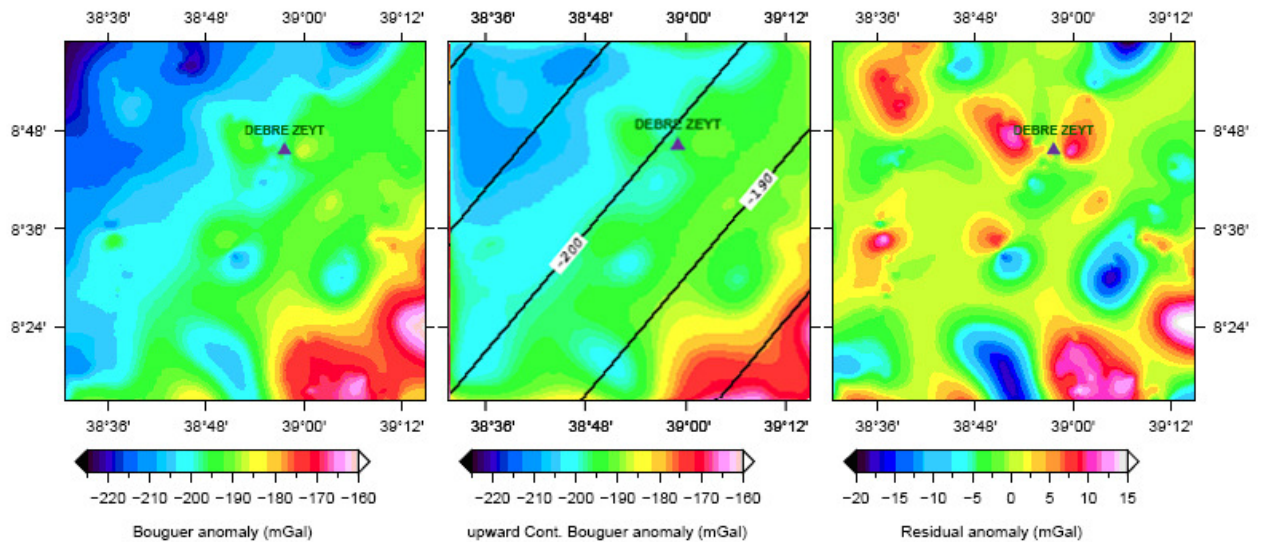 38°36' 38°48' 39°00' 39°12' 38°36' 38°48' 39°00' 39°12' 38°36' 38°48' 39°00' 39°12'
8°48' DEBRE ZEYT DEBRE ZEYT DEBRE ZEYT 8°48'
−190
8°36' 8°36'
−200
8°24' 8°24'
38°36' 38°48' 39°00' 39°12' 38°36' 38°48' 39°00' 39°12' 38°36' 38°48' 39°00' 39°12'
−220 −210 −200 −190 −180 −170 −160 −220 −210 −200 −190 −180 −170 −160 −20 −15 −10 −5 0 5 10 15
Bouguer anomaly (mGal) upward Cont. Bouguer anomaly (mGal) Residual anomaly (mGal)